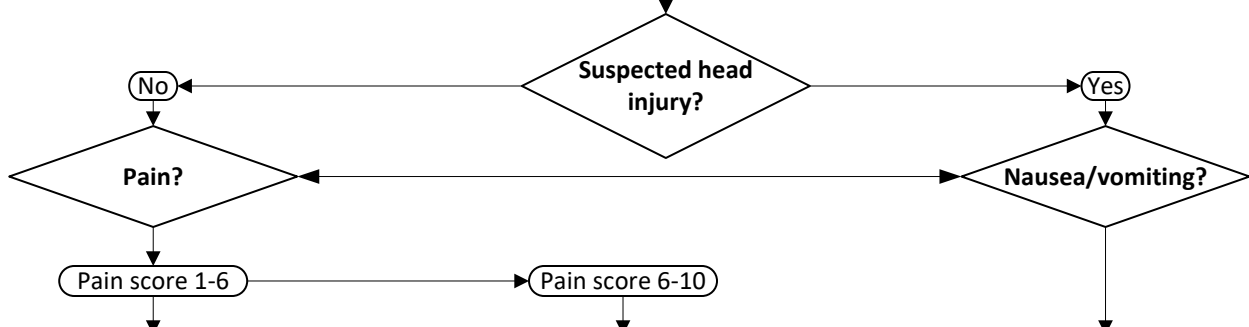 Suspected head
injury?
No
Yes
Pain?
Nausea/vomiting?
Pain score 1-6
Pain score 6-10